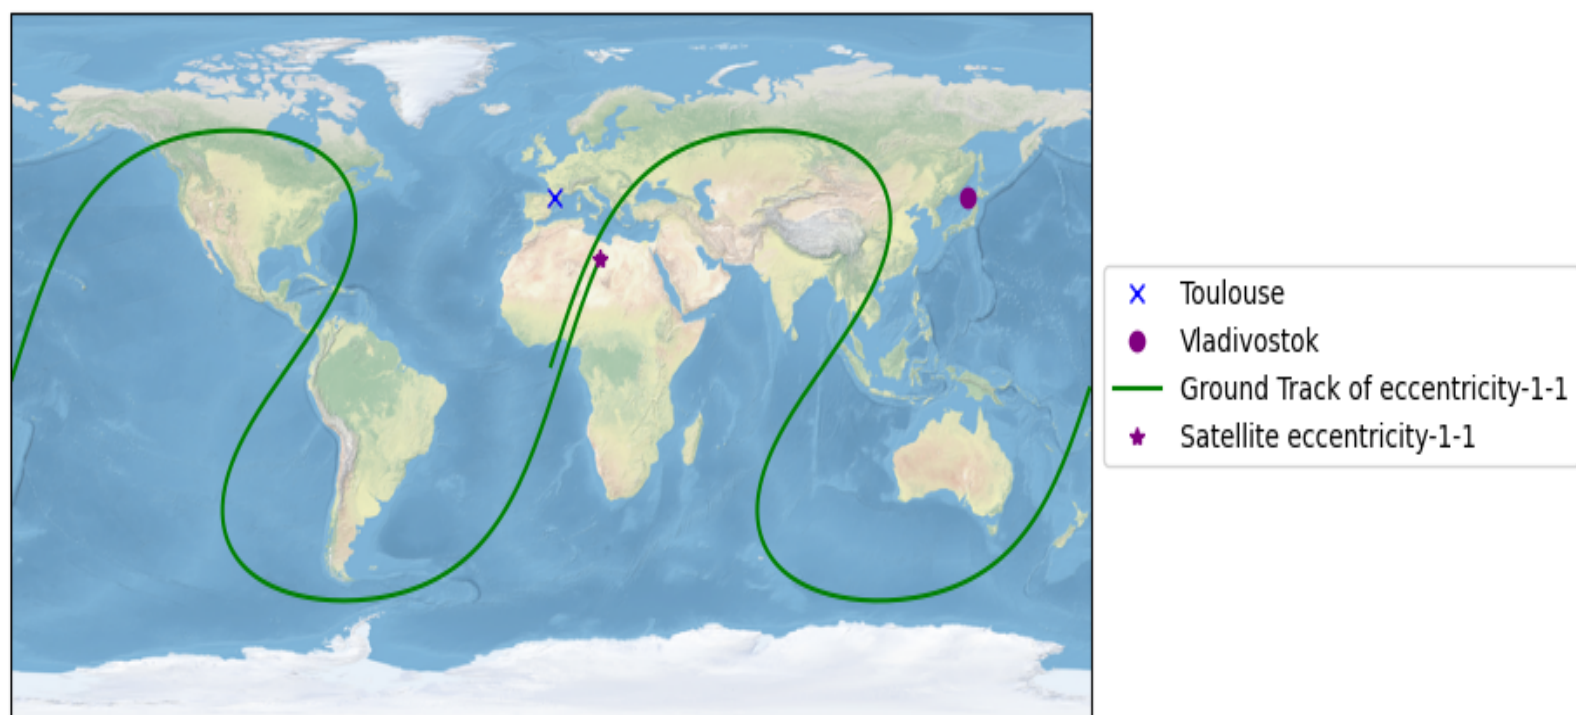 Toulouse
Vladivostok
Ground Track of eccentricity-1-1
Satellite eccentricity-1-1